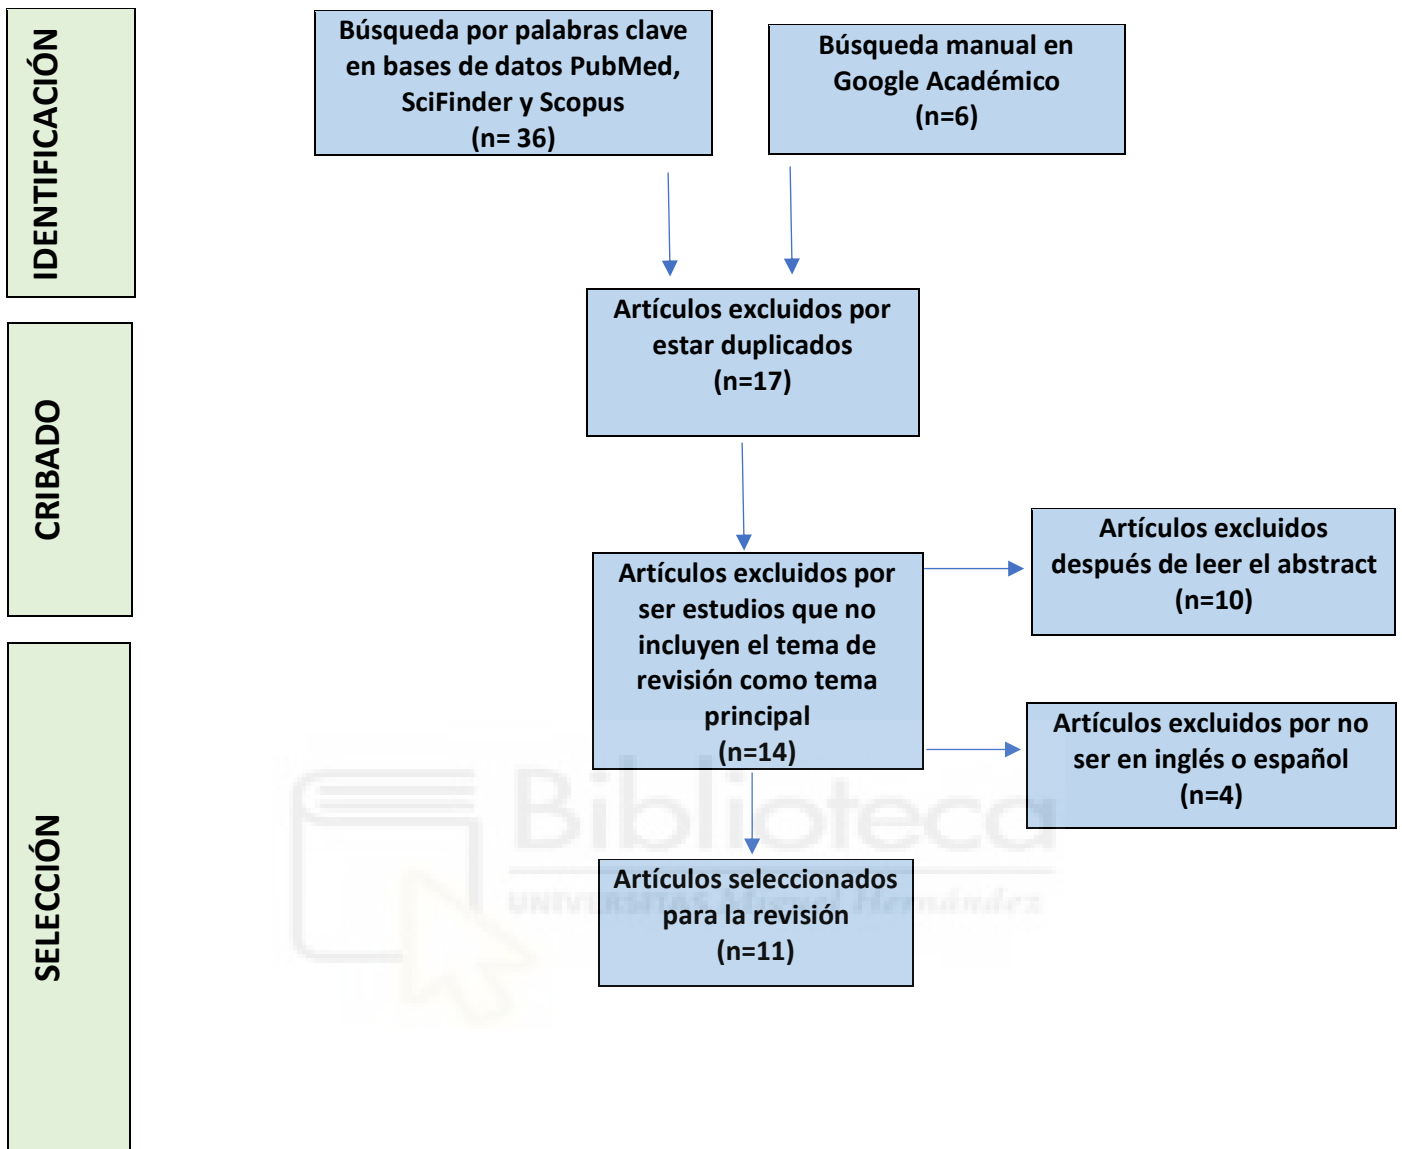 IDENTIFICACIÓN
Búsqueda por palabras clave
en bases de datos PubMed,
SciFinder y Scopus
(n= 36)
Búsqueda manual en
Google Académico
(n=6)
Artículos excluidos por
estar duplicados
(n=17)
CRIBADO
Artículos excluidos por
ser estudios que no
incluyen el tema de
revisión como tema
principal
(n=14)
Artículos excluidos
después de leer el abstract
(n=10)
Artículos excluidos por no
ser en inglés o español
(n=4)
SELECCIÓN
Artículos seleccionados
para la revisión
(n=11)
Biblioteca
UNIVERSITAS Miguel Hernández